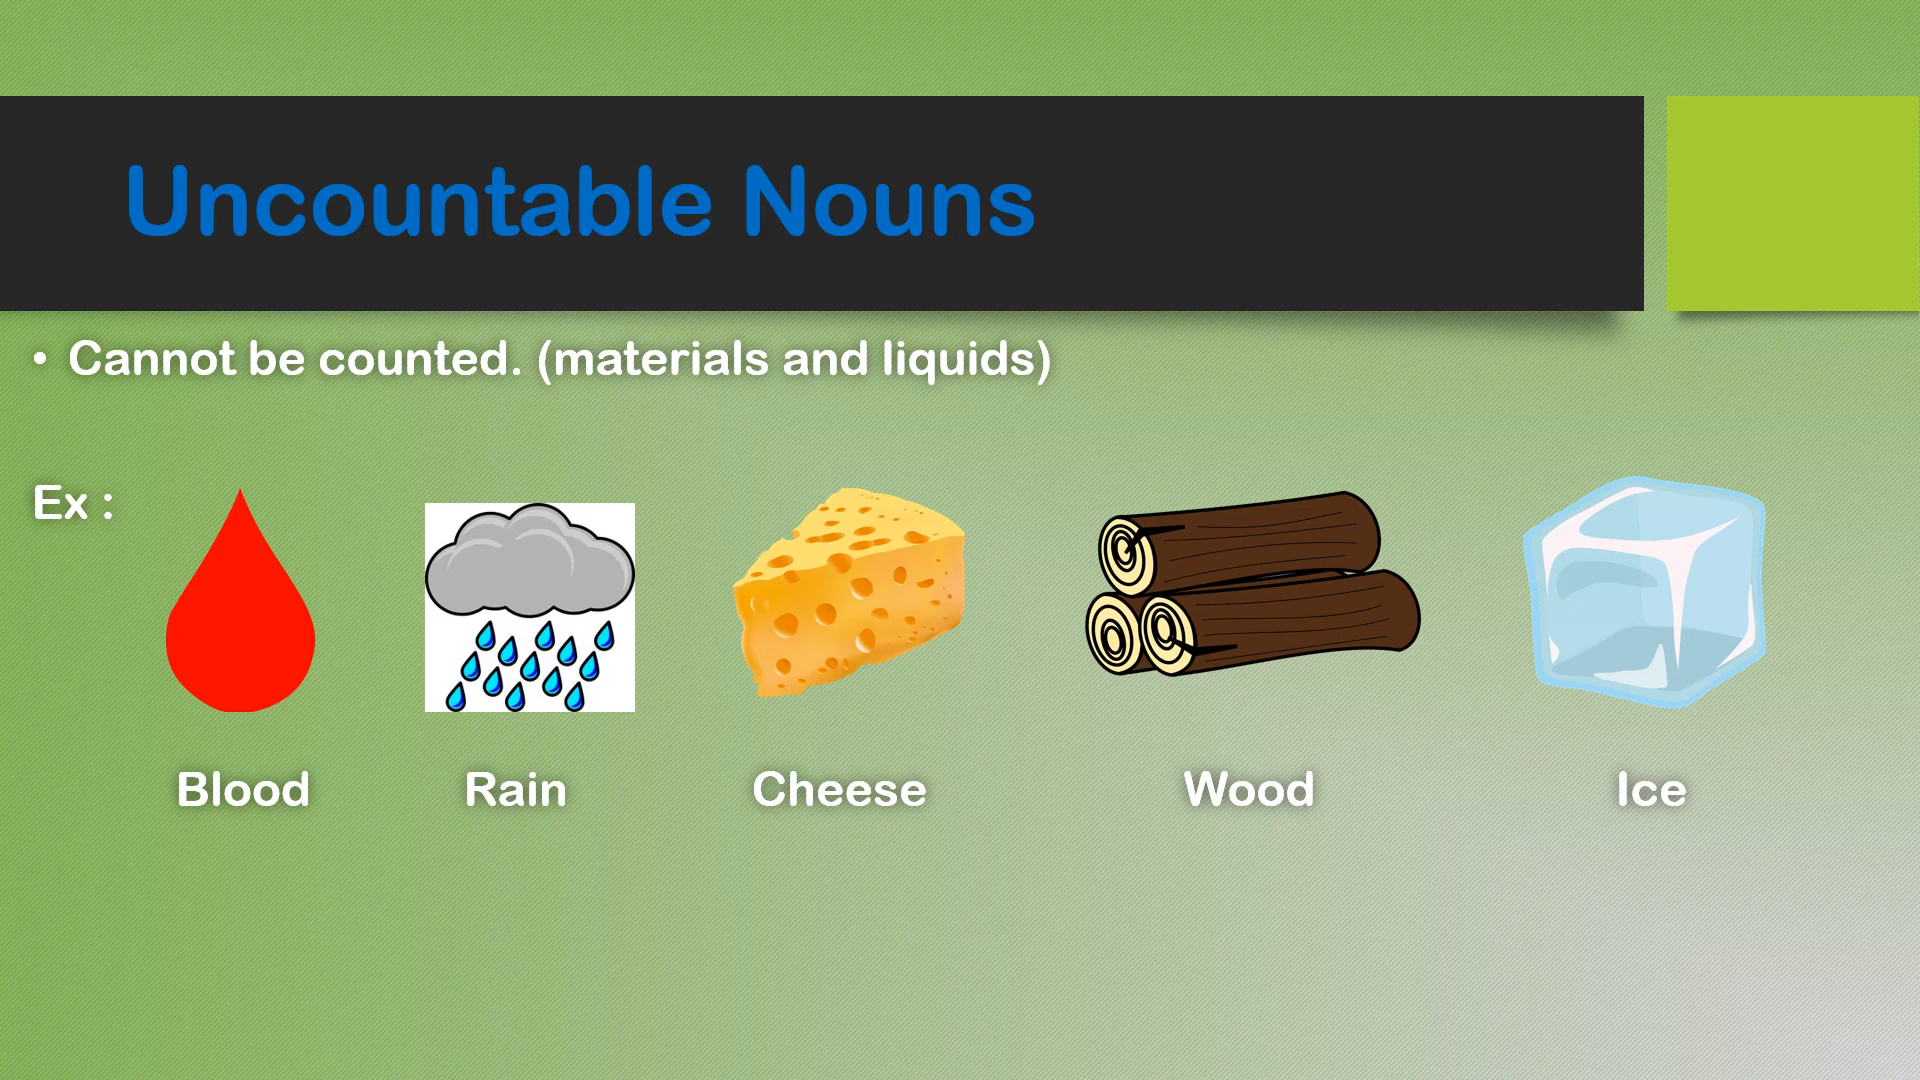 Uncountable Nouns
• Cannot be counted. (materials and liquids)
Ex :
Blood Rain Cheese Wood Ice